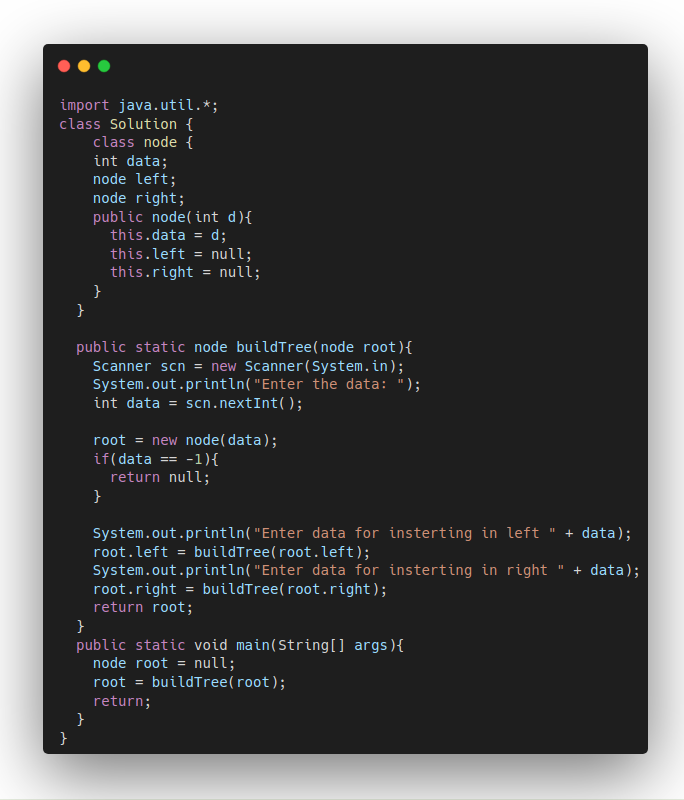 import java.util.*;
class Solution {
    class node {
    int data;
    node left;
    node right;
    public node(int d){
      this.data = d;
      this.left = null;
      this.right = null;
    }
  }

  public static node buildTree(node root){
    Scanner scn = new Scanner(System.in);
    System.out.println("Enter the data: ");
    int data = scn.nextInt();

    root = new node(data);
    if(data == -1){
      return null;
    }

    System.out.println("Enter data for insterting in left " + data);
    root.left = buildTree(root.left);
    System.out.println("Enter data for insterting in right " + data);
    root.right = buildTree(root.right);
    return root;
  }
  public static void main(String[] args){
    node root = null;
    root = buildTree(root);
    return;
  }
}